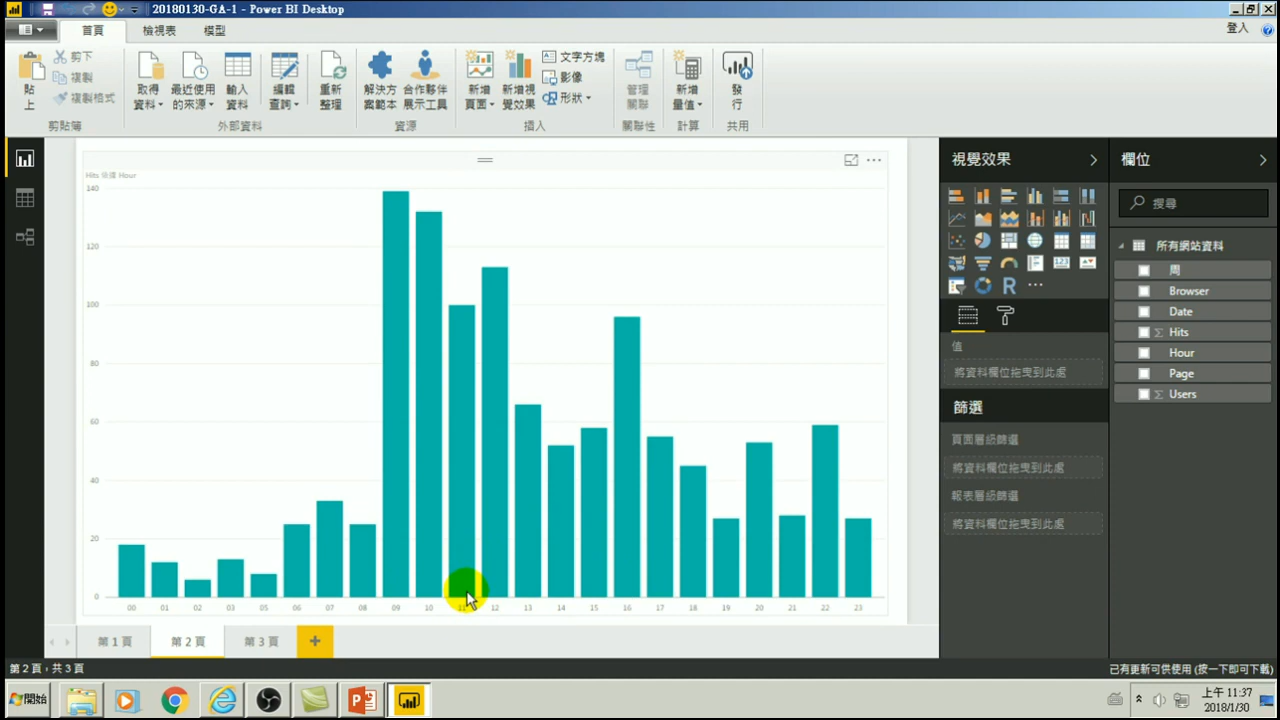 20180130-GA-1 - Power BI Desktop
首頁 檢視表 模型 登入
貼上 剪下 複製 複製格式 剪貼簿
取得資料 最近使用的來源 輸入資料 編輯查詢 重新整理 外部資料
解決方案範本 合作夥伴展示工具 資源
新增頁面 新增視覺效果 文字方塊 影像 形狀 插入
管理關聯 關聯性
新增量值 計算
發行 共用
Hits 依據 Hour
140
120
100
80
60
40
20
0
00 01 02 03 05 06 07 08 09 10 11 12 13 14 15 16 17 18 19 20 21 22 23
視覺效果
值
將資料欄位拖曳到此處
篩選
頁面層級篩選
將資料欄位拖曳到此處
報表層級篩選
將資料欄位拖曳到此處
欄位
搜尋
所有網站資料
周
Browser
Date
Σ Hits
Hour
Page
Σ Users
第 1 頁 第 2 頁 第 3 頁 +
第 2 頁，共 3 頁
已有更新可供使用 (按一下即可下載)
開始
上午 11:37
2018/1/30